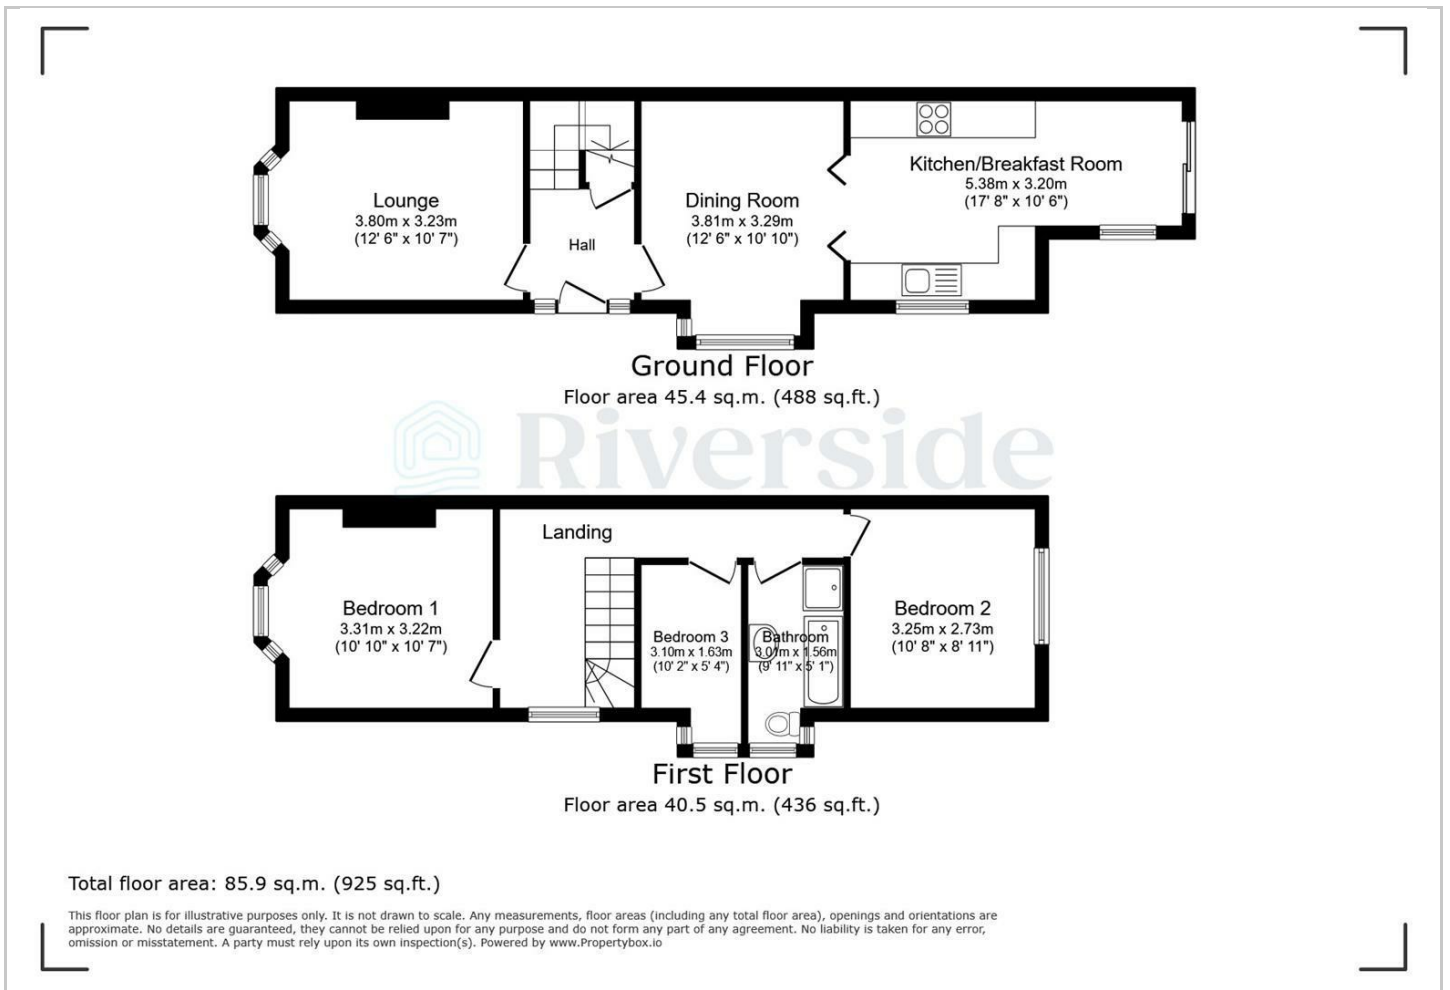 Lounge
3.80m x 3.23m
(12' 6" x 10' 7")
Hall
Dining Room
3.81m x 3.29m
(12' 6" x 10' 10")
Kitchen/Breakfast Room
5.38m x 3.20m
(17' 8" x 10' 6")
Ground Floor
Floor area 45.4 sq.m. (488 sq.ft.)
Riverside
Landing
Bedroom 1
3.31m x 3.22m
(10' 10" x 10' 7")
Bedroom 3
3.10m x 1.63m
(10' 2" x 5' 4")
Bathroom
3.01m x 1.56m
(9' 11" x 5' 1")
Bedroom 2
3.25m x 2.73m
(10' 8" x 8' 11")
First Floor
Floor area 40.5 sq.m. (436 sq.ft.)
Total floor area: 85.9 sq.m. (925 sq.ft.)
This floor plan is for illustrative purposes only. It is not drawn to scale. Any measurements, floor areas (including any total floor area), openings and orientations are
approximate. No details are guaranteed, they cannot be relied upon for any purpose and do not form any part of any agreement. No liability is taken for any error,
omission or misstatement. A party must rely upon its own inspection(s). Powered by www.Propertybox.io